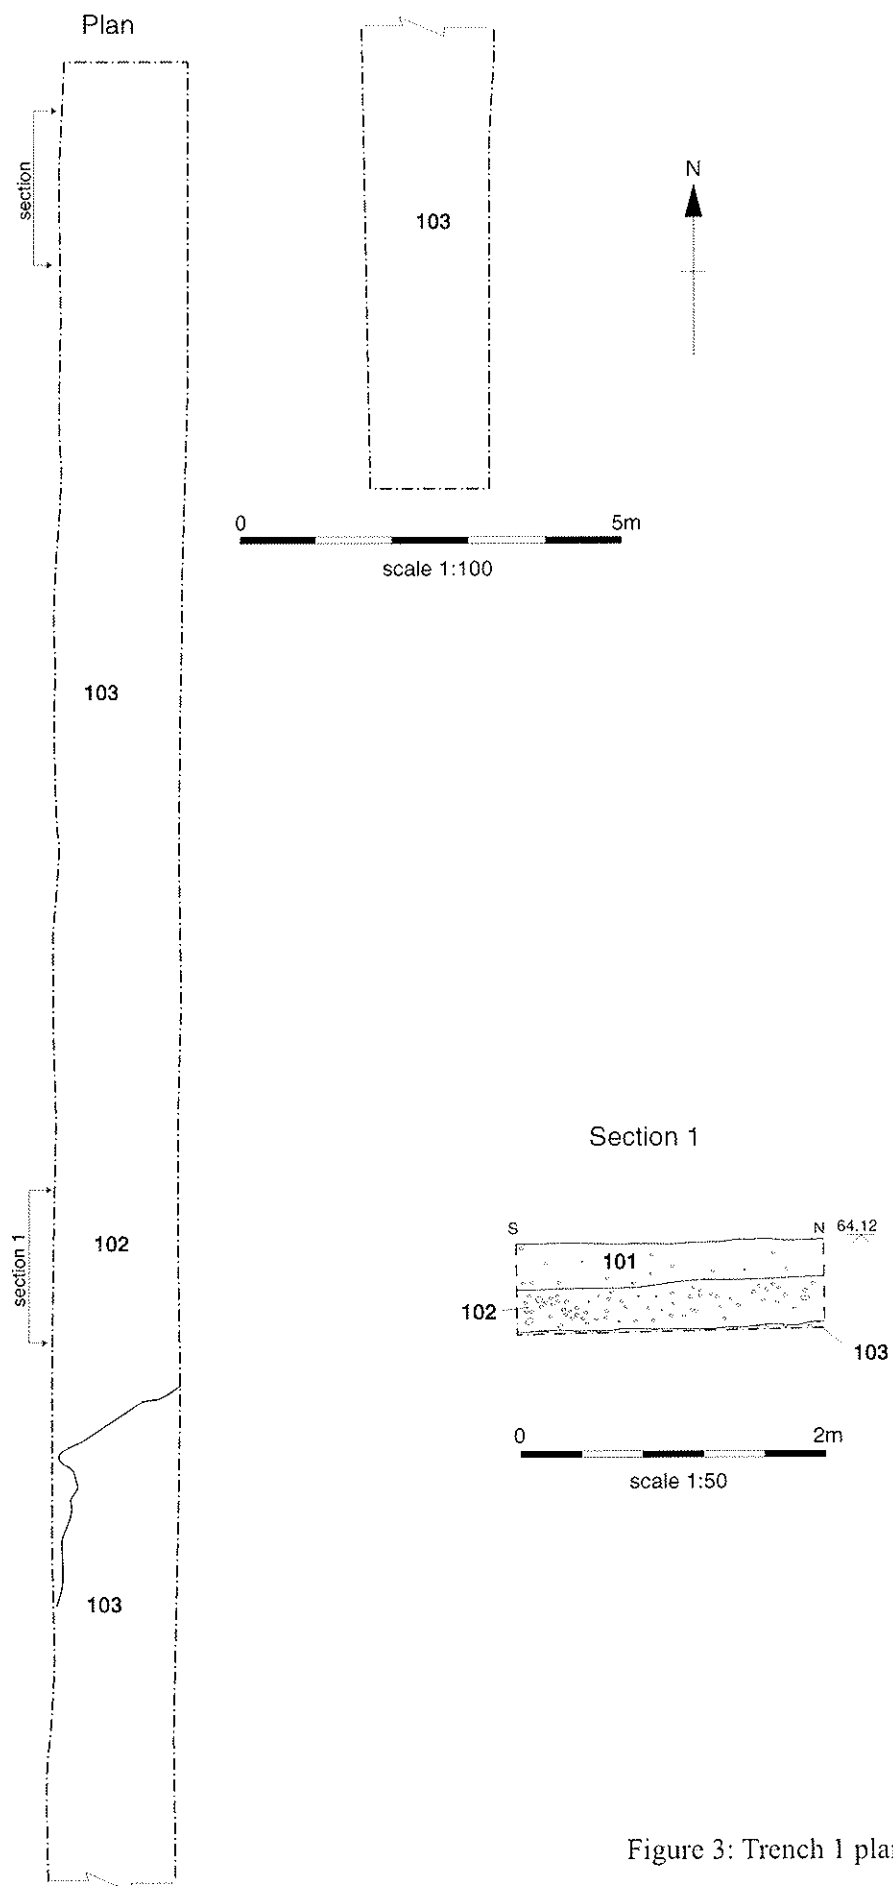 Plan
section
103
N
0 5m
scale 1:100
103
102
section 1
103
Section 1
S N 64.12
101
102
103
0 2m
scale 1:50
Figure 3: Trench 1 plan